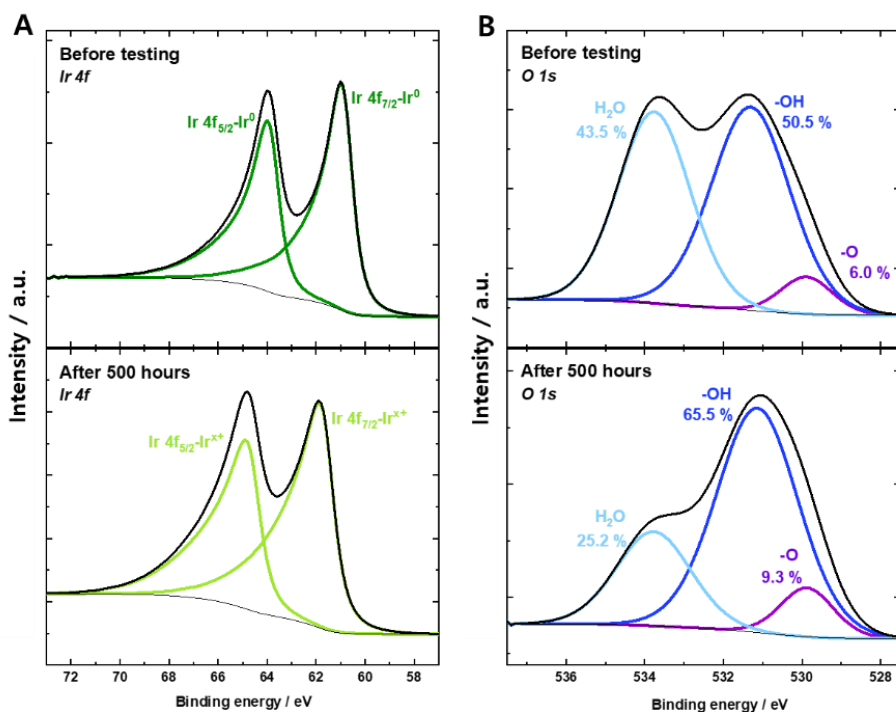 A
Before testing
Ir 4f
Ir 4f5/2-Ir0
Ir 4f7/2-Ir0
After 500 hours
Ir 4f
Ir 4f5/2-Irx+
Ir 4f7/2-Irx+
Intensity / a.u.
72 70 68 66 64 62 60 58
Binding energy / eV
B
Before testing
O 1s
H2O
43.5 %
-OH
50.5 %
-O
6.0 %
After 500 hours
O 1s
-OH
65.5 %
H2O
25.2 %
-O
9.3 %
Intensity / a.u.
536 534 532 530 528
Binding energy / eV